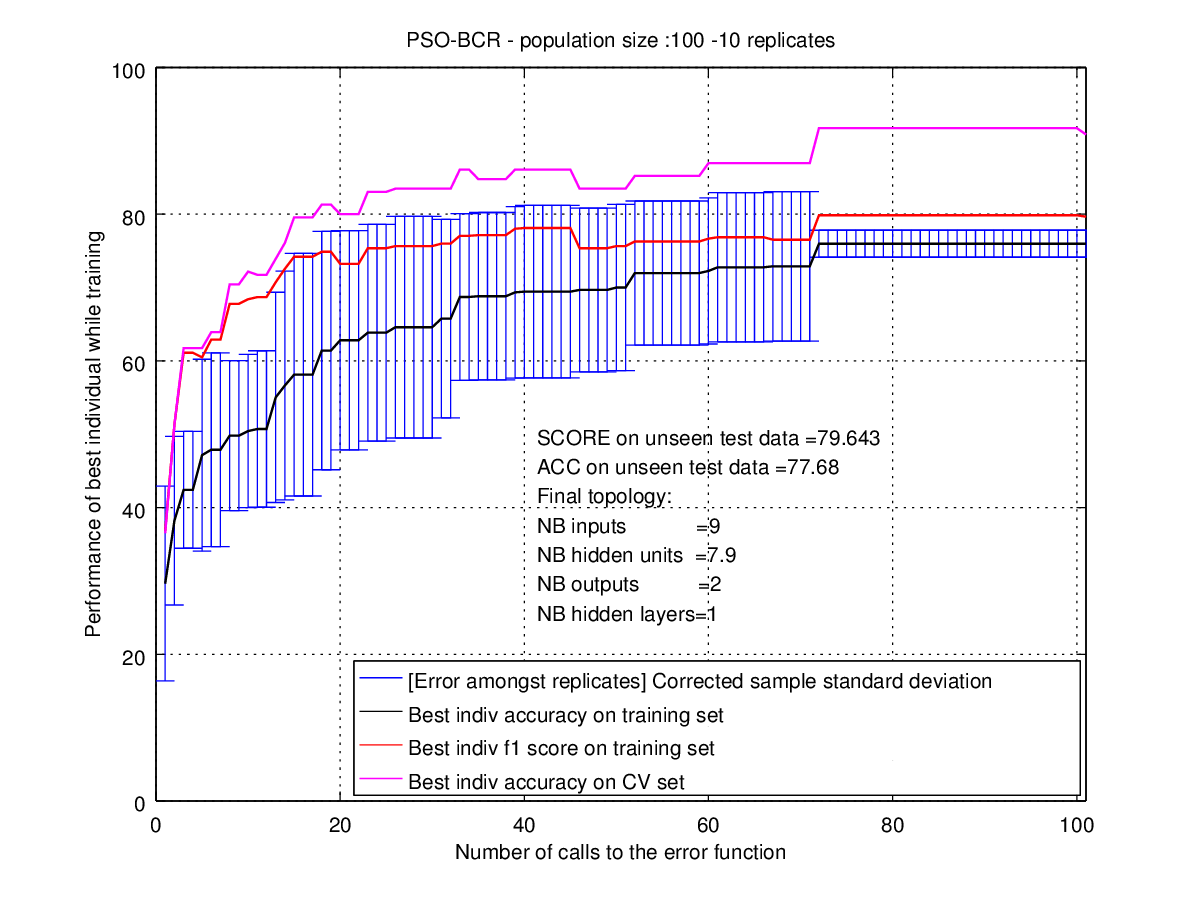 PSO-BCR - population size :100 -10 replicates
100
80
60
40
20
0
Performance of best individual while training
SCORE on unseen test data =79.643
ACC on unseen test data =77.68
Final topology:
NB inputs =9
NB hidden units =7.9
NB outputs =2
NB hidden layers=1
[Error amongst replicates] Corrected sample standard deviation
Best indiv accuracy on training set
Best indiv f1 score on training set
Best indiv accuracy on CV set
0 20 40 60 80 100
Number of calls to the error function